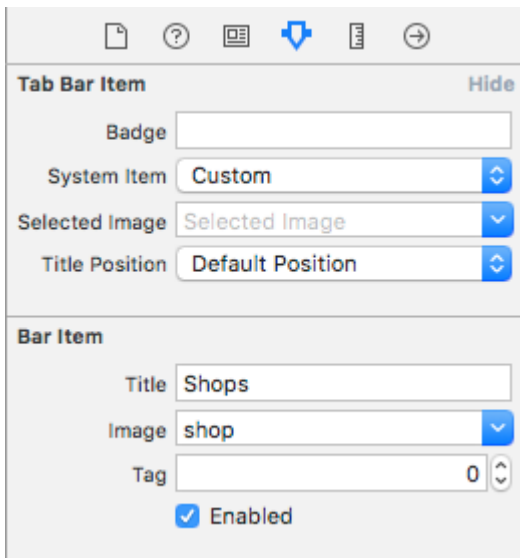 Tab Bar Item Hide
Badge
System Item Custom
Selected Image Selected Image
Title Position Default Position
Bar Item
Title Shops
Image shop
Tag 0
Enabled